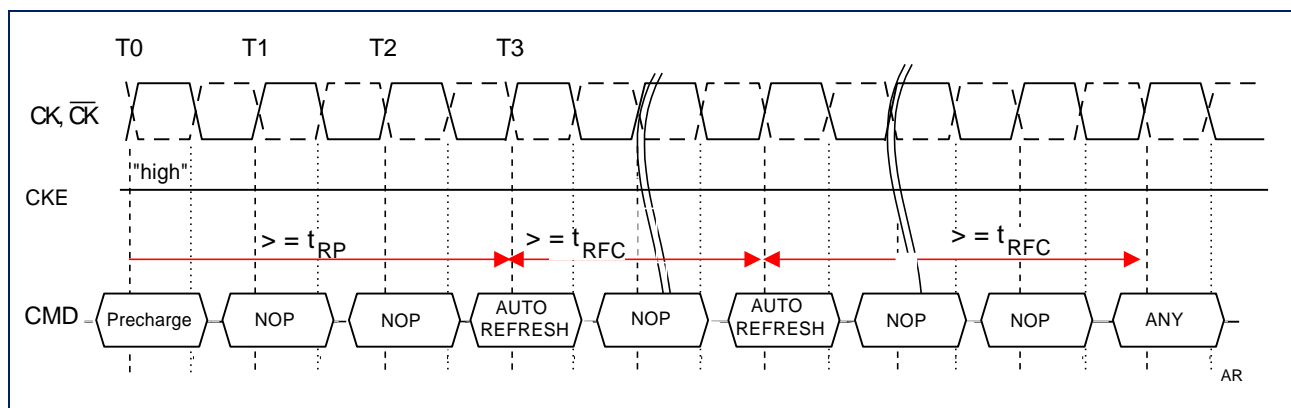 T0 T1 T2 T3
CK, CK
"high"
CKE
> = tRP > = tRFC > = tRFC
CMD Precharge NOP NOP AUTO REFRESH NOP AUTO REFRESH NOP NOP ANY
AR